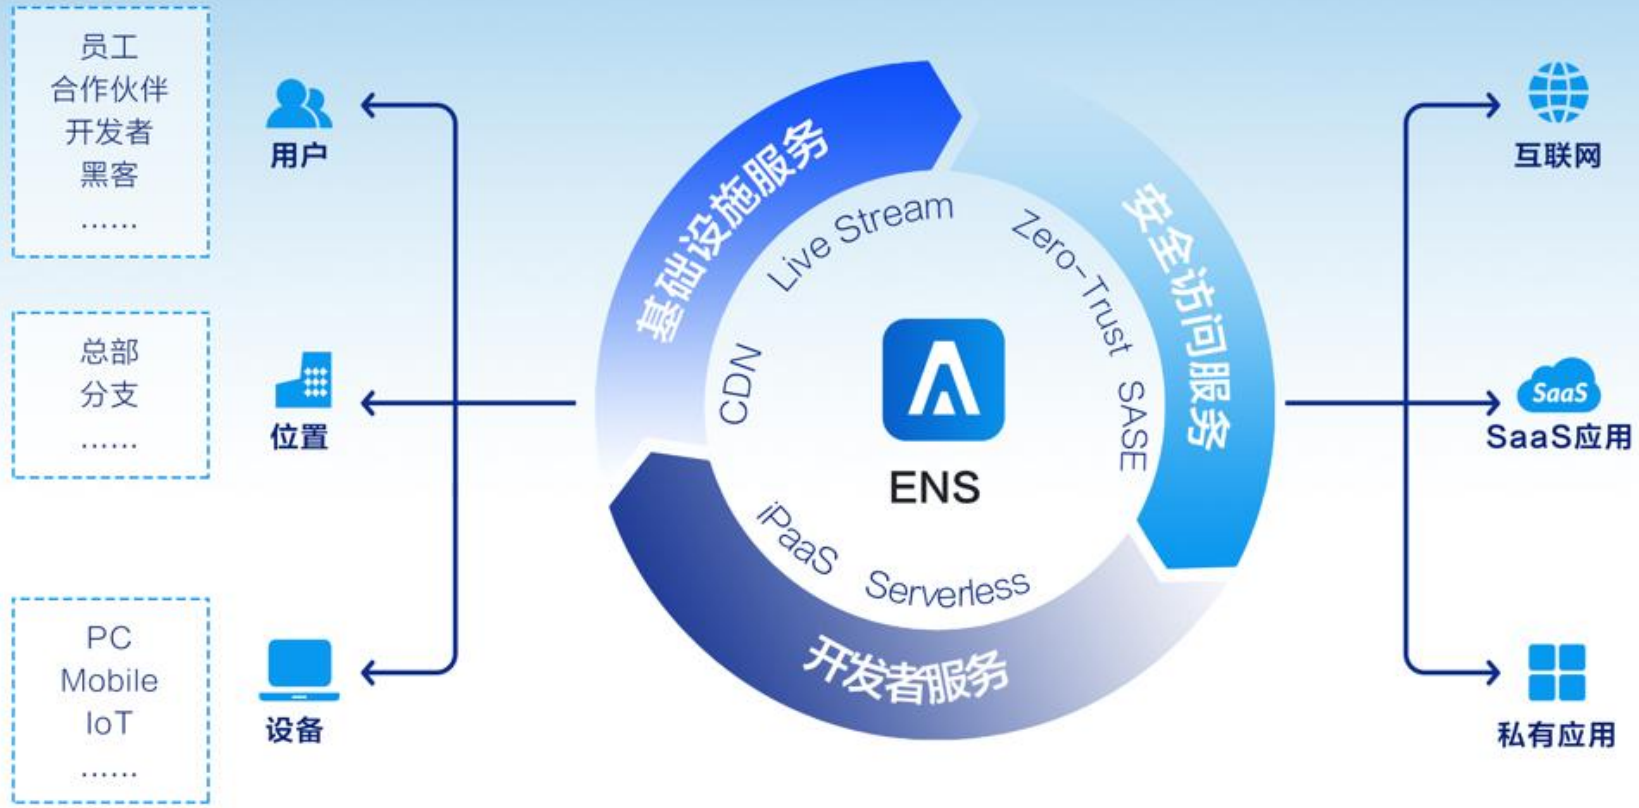 员工
合作伙伴
开发者
黑客
......
用户
总部
分支
......
位置
PC
Mobile
IoT
......
设备
基础设施服务
安全访问服务
开发者服务
Live Stream
CDN
Zero-Trust
SASE
iPaaS
Serverless
ENS
互联网
SaaS
SaaS应用
私有应用